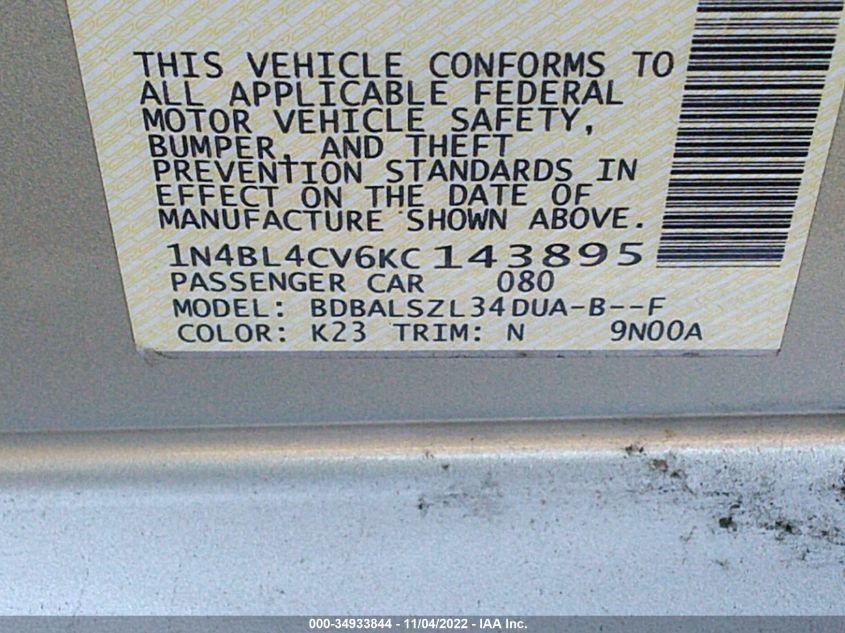 THIS VEHICLE CONFORMS TO
ALL APPLICABLE FEDERAL
MOTOR VEHICLE SAFETY,
BUMPER, AND THEFT
PREVENTION STANDARDS IN
EFFECT ON THE DATE OF
MANUFACTURE SHOWN ABOVE.
1N4BL4CV6KC143895
PASSENGER CAR 080
MODEL: BDBALSZL34DUA-B--F
COLOR: K23 TRIM: N 9N00A
000-34933844 - 11/04/2022 - IAA Inc.